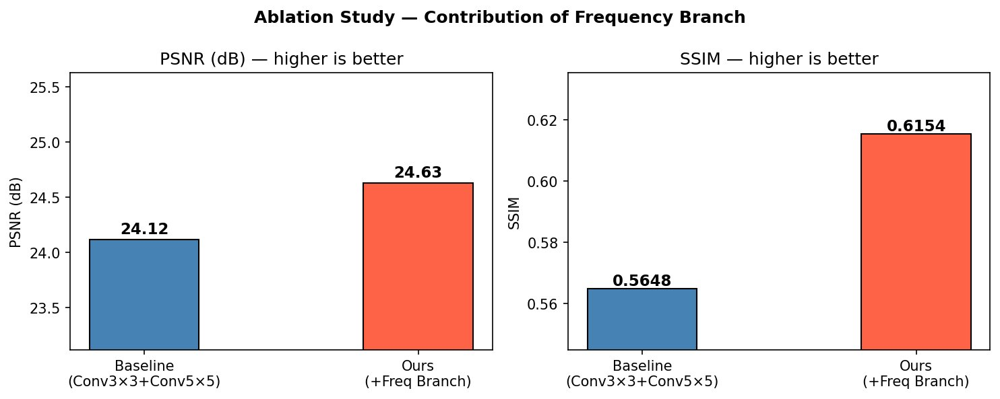 Ablation Study — Contribution of Frequency Branch
PSNR (dB) — higher is better
PSNR (dB)
25.5
25.0
24.5
24.0
23.5
24.12
24.63
Baseline
(Conv3×3+Conv5×5)
Ours
(+Freq Branch)
SSIM — higher is better
SSIM
0.62
0.60
0.58
0.56
0.5648
0.6154
Baseline
(Conv3×3+Conv5×5)
Ours
(+Freq Branch)